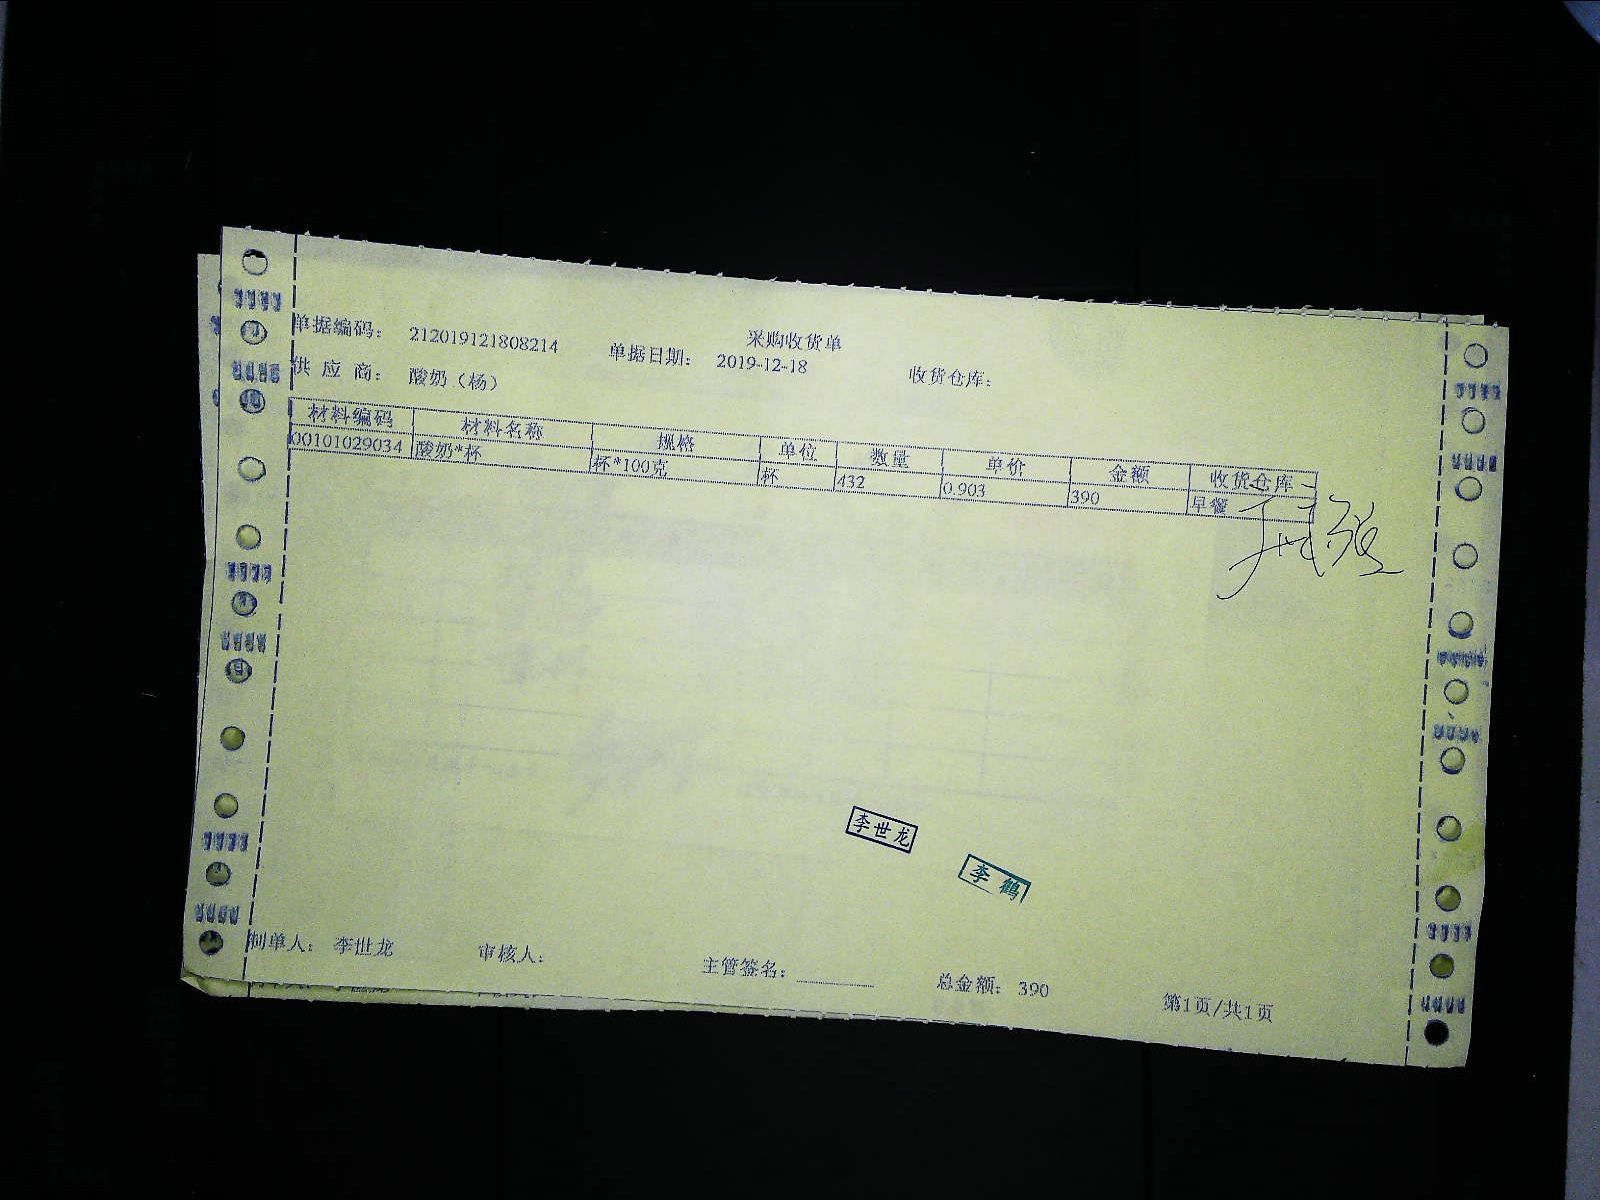 采购收货单
单据编码： 212019121808214 单据日期： 2019-12-18 收货仓库：
供 应 商： 酸奶（杨）
材料编码 材料名称 规格 单位 数量 单价 金额 收货仓库
00101029034 酸奶*杯 杯*100克 杯 432 0.903 390 早餐
李世龙
李鹤
制单人： 李世龙 审核人： 主管签名： 总金额： 390 第1页/共1页